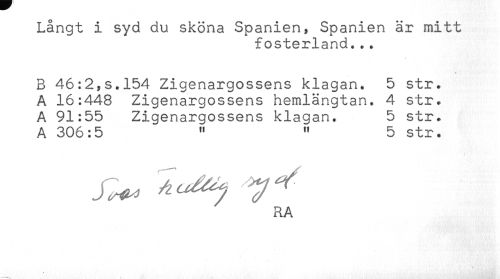 Långt i syd du sköna Spanien, Spanien är mitt
fosterland...
B 46:2,s.154 Zigenargossens klagan. 5 str.
A 16:448 Zigenargossens hemlängtan. 4 str.
A 91:55 Zigenargossens klagan. 5 str.
A 306:5 " " 5 str.
syd.
RA